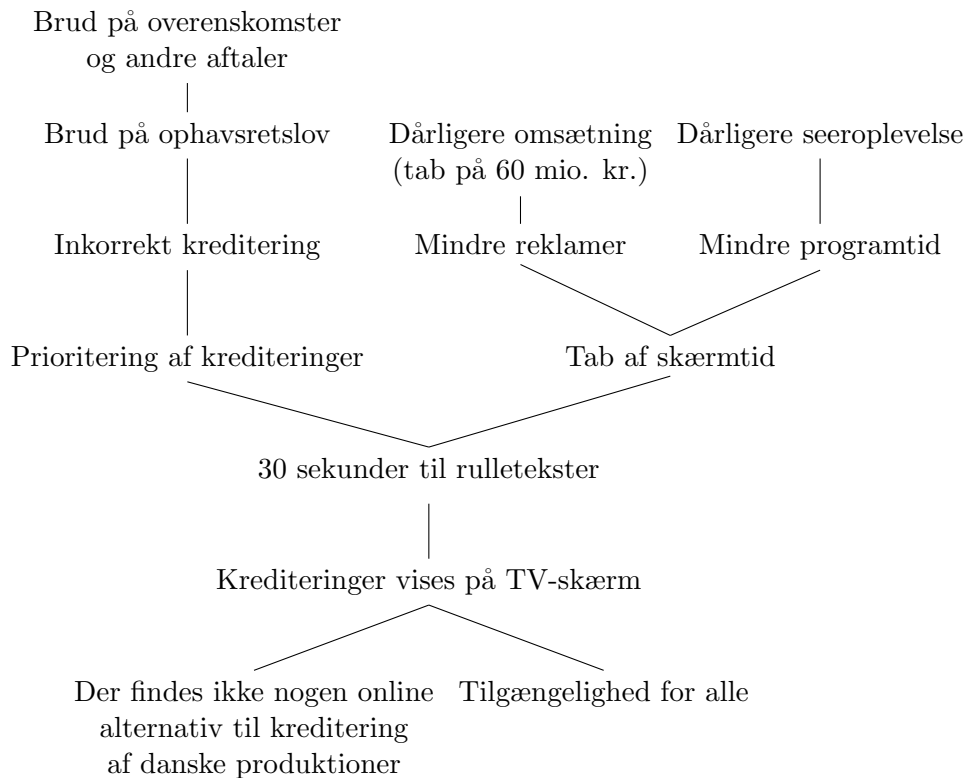 Brud på overenskomster
og andre aftaler
Brud på ophavsretslov
Dårligere omsætning
(tab på 60 mio. kr.)
Dårligere seeroplevelse
Inkorrekt kreditering
Mindre reklamer
Mindre programtid
Prioritering af krediteringer
Tab af skærmtid
30 sekunder til rulletekster
Krediteringer vises på TV-skærm
Der findes ikke nogen online
alternativ til kreditering
af danske produktioner
Tilgængelighed for alle